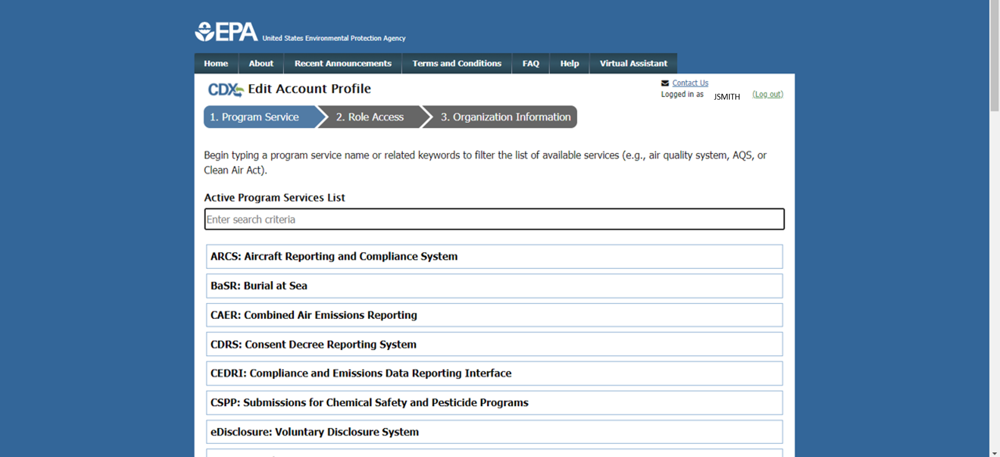 EPA United States Environmental Protection Agency
Home About Recent Announcements Terms and Conditions FAQ Help Virtual Assistant
CDX Edit Account Profile
Contact Us
Logged in as JSMITH (Log out)
1. Program Service 2. Role Access 3. Organization Information
Begin typing a program service name or related keywords to filter the list of available services (e.g., air quality system, AQS, or
Clean Air Act).
Active Program Services List
Enter search criteria
ARCS: Aircraft Reporting and Compliance System
BaSR: Burial at Sea
CAER: Combined Air Emissions Reporting
CDRS: Consent Decree Reporting System
CEDRI: Compliance and Emissions Data Reporting Interface
CSPP: Submissions for Chemical Safety and Pesticide Programs
eDisclosure: Voluntary Disclosure System